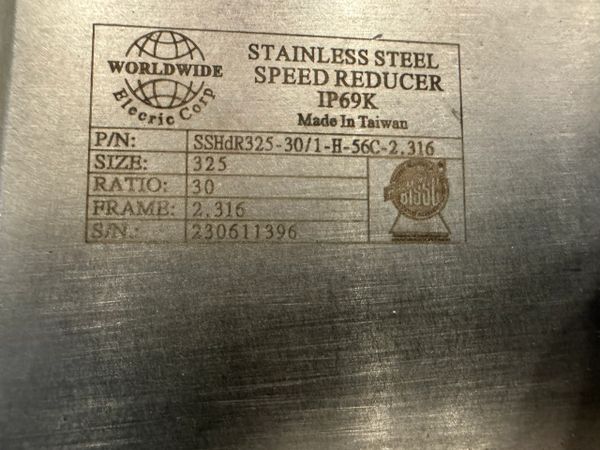 WORLDWIDE
Elecric Corp
STAINLESS STEEL
SPEED REDUCER
IP69K
Made In Taiwan
P/N: SSHdR325-30/1-H-56C-2.316
SIZE: 325
RATIO: 30
FRAME: 2.316
S/N.: 230611396